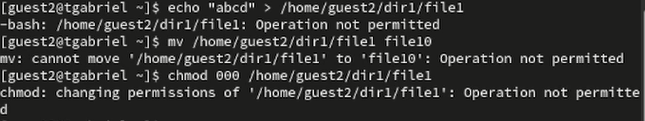 [guest2@tgabriel ~]$ echo "abcd" > /home/guest2/dir1/file1
-bash: /home/guest2/dir1/file1: Operation not permitted
[guest2@tgabriel ~]$ mv /home/guest2/dir1/file1 file10
mv: cannot move '/home/guest2/dir1/file1' to 'file10': Operation not permitted
[guest2@tgabriel ~]$ chmod 000 /home/guest2/dir1/file1
chmod: changing permissions of '/home/guest2/dir1/file1': Operation not permitte
d